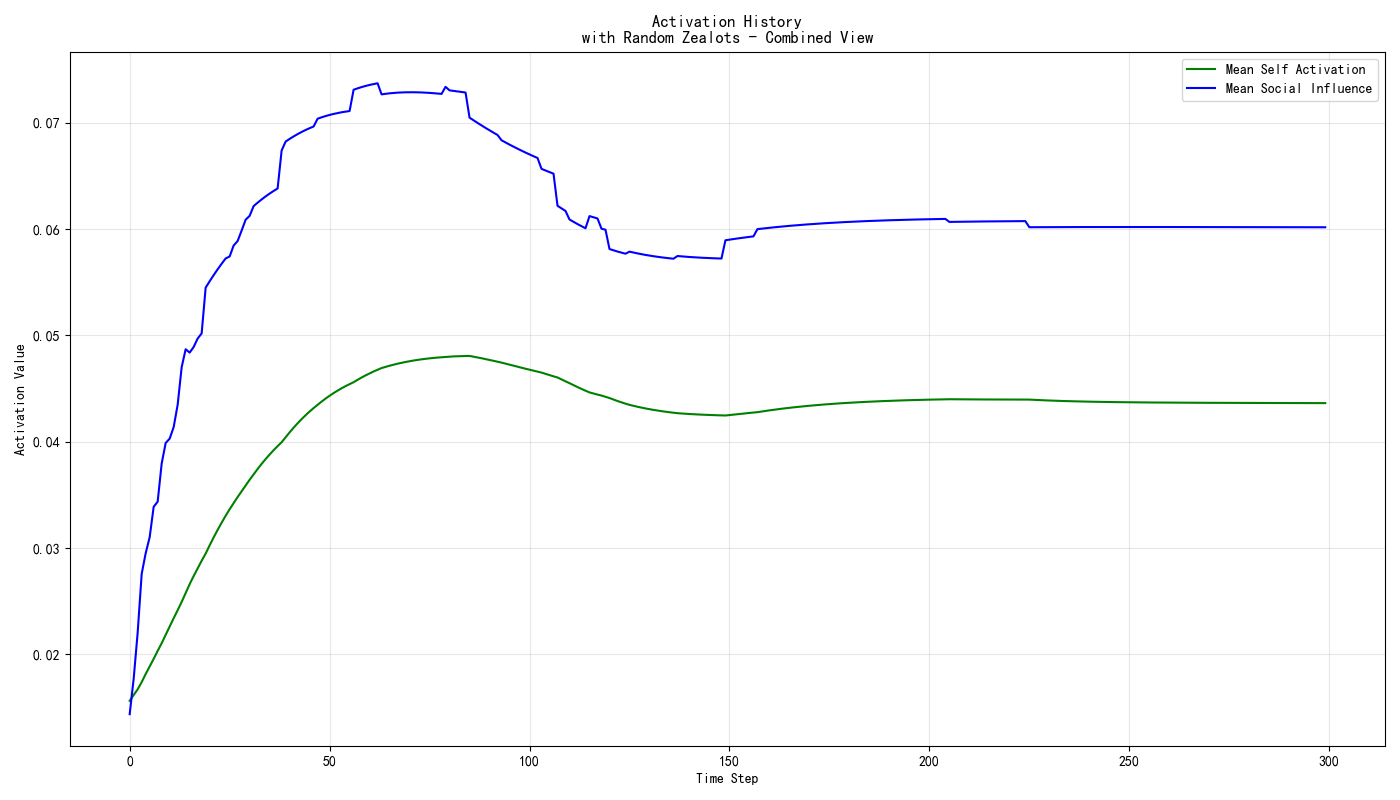 Activation History
with Random Zealots - Combined View
Mean Self Activation
Mean Social Influence
Activation Value
0.07
0.06
0.05
0.04
0.03
0.02
0
50
100
150
200
250
300
Time Step